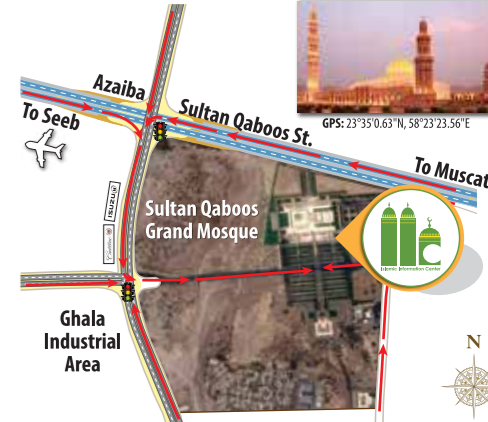 Azaiba
To Seeb
Sultan Qaboos St.
GPS: 23°35'0.63"N, 58°23'23.56"E
To Muscat
ISUZU
Cadillac
Sultan Qaboos
Grand Mosque
Islamic Information Center
Ghala
Industrial
Area
N